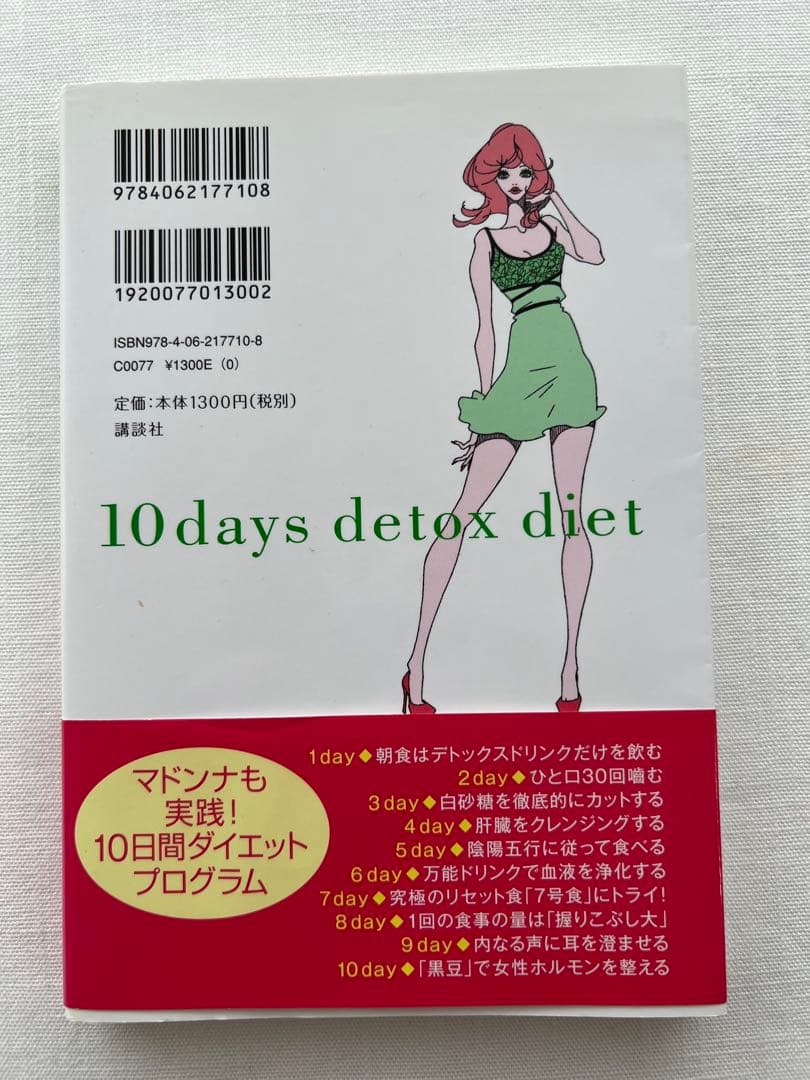 9784062177108
1920077013002
ISBN978-4-06-217710-8
C0077 ¥1300E (0)
定価:本体1300円(税別)
講談社
10days detox diet
マドンナも
実践!
10日間ダイエット
プログラム
1day◆朝食はデトックスドリンクだけを飲む
2day◆ひと口30回嚙む
3day◆白砂糖を徹底的にカットする
4day◆肝臓をクレンジングする
5day◆陰陽五行に従って食べる
6day◆万能ドリンクで血液を浄化する
7day◆究極のリセット食「7号食」にトライ!
8day◆1回の食事の量は「握りこぶし大」
9day◆内なる声に耳を澄ませる
10day◆「黒豆」で女性ホルモンを整える